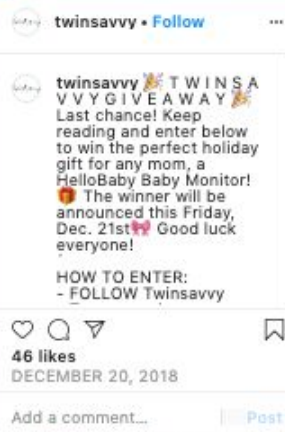 twinsavvy • Follow
twinsavvy 🎉 T W I N S A
V V Y G I V E A W A Y 🎉
Last chance! Keep
reading and enter below
to win the perfect holiday
gift for any mom, a
HelloBaby Baby Monitor!
🎁 The winner will be
announced this Friday,
Dec. 21st🎀 Good luck
everyone!
.
HOW TO ENTER:
- FOLLOW Twinsavvy
46 likes
DECEMBER 20, 2018
Add a comment...
Post